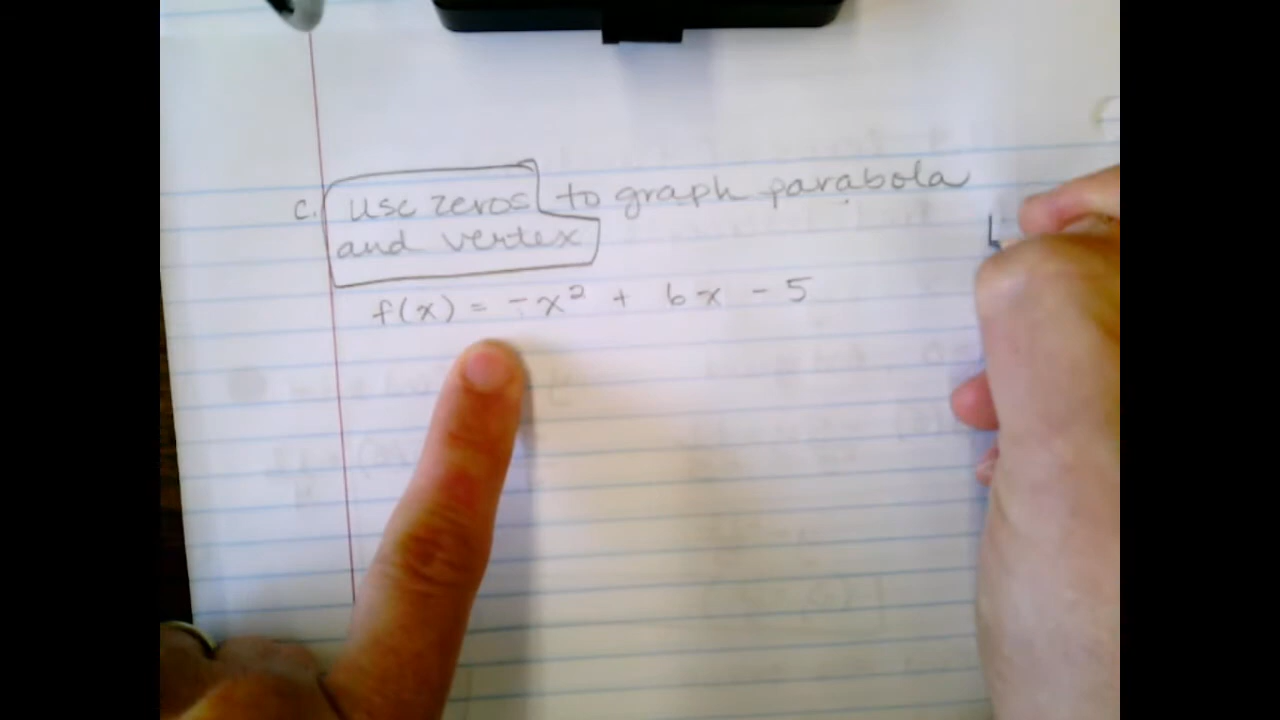 c. Use zeros to graph parabola
and vertex
f(x) = -x² + 6x - 5